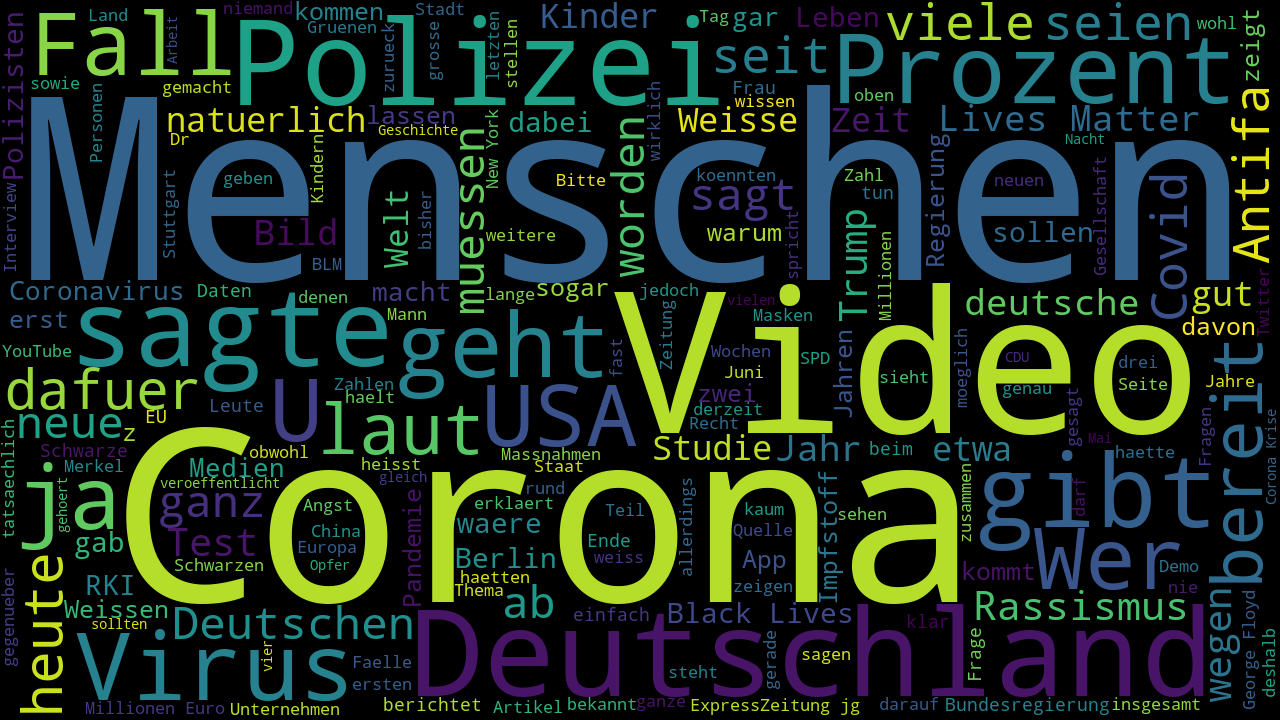 niemand
Land
Arbeit
Fall
sowie
gemacht
Polizisten
Personen
Polizei
kommen
Gruenen
Stadt
zurueck
grosse
letzten
stellen
Kinder
Tag
gar
seit
Frau
Leben
viele
seien
wohl
Prozent
zeigt
Antifa
Menschen
natuerlich
Dr
lassen
Geschichte
New York
dabei
wissen
Weisse
oben
Zeit
Lives Matter
Nacht
Interview
Stuttgart
geben
Kindern
Bild
BLM
Welt
bisher
muessen
weitere
Bitte
worden
wirklich
koennten
sagt
warum
spricht
Zahl
tun
Trump
Millionen
Regierung
neuen
sollen
Gesellschaft
Covid
Twitter
Coronavirus
Daten
denen
macht
lange
sogar
jedoch
vielen
Masken
deutsche
gut
davon
erst
YouTube
sagte
Mann
geht
fast
Zeitung
Video
Wochen
Juni
SPD
Jahren
sieht
moeglich
CDU
genau
drei
Seite
Jahre
bereit
dafuer
EU
Leute
U
Zahlen
haelt
laut
USA
zwei
derzeit
Recht
neue
z
Schwarze
Merkel
tatsaechlich
Medien
obwohl
heisst
Massnahmen
Staat
Studie
Jahr
beim
etwa
gesagt
Mai
haette
Fragen
Corona Krise
ja
gehoert
veroeffentlicht
gleich
ganz
Angst
Corona
erklaert
rund
Teil
allerdings
kaum
Quelle
sehen
zusammen
gibt
darf
gab
Test
China
Europa
Opfer
Schwarzen
Pandemie
waere
Ende
weiss
Berlin
haetten
Thema
App
zeigen
Impfstoff
kommt
Wer
Demo
nie
RKI
Weissen
sollten
heute
gegenueber
ab
einfach
Black Lives
klar
Rassismus
wegen
George Floyd
deshalb
Virus
Deutschen
vier
Faelle
ersten
Deutschland
steht
gerade
sagen
Frage
Millionen Euro
Unternehmen
berichtet
Artikel
bekannt
ganze
ExpressZeitung jg
darauf
Bundesregierung
insgesamt